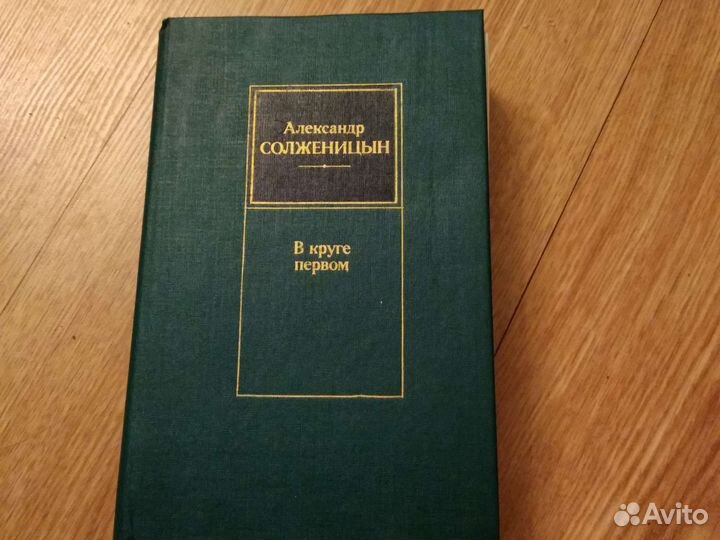 Александр
СОЛЖЕНИЦЫН
В круге
первом
Avito